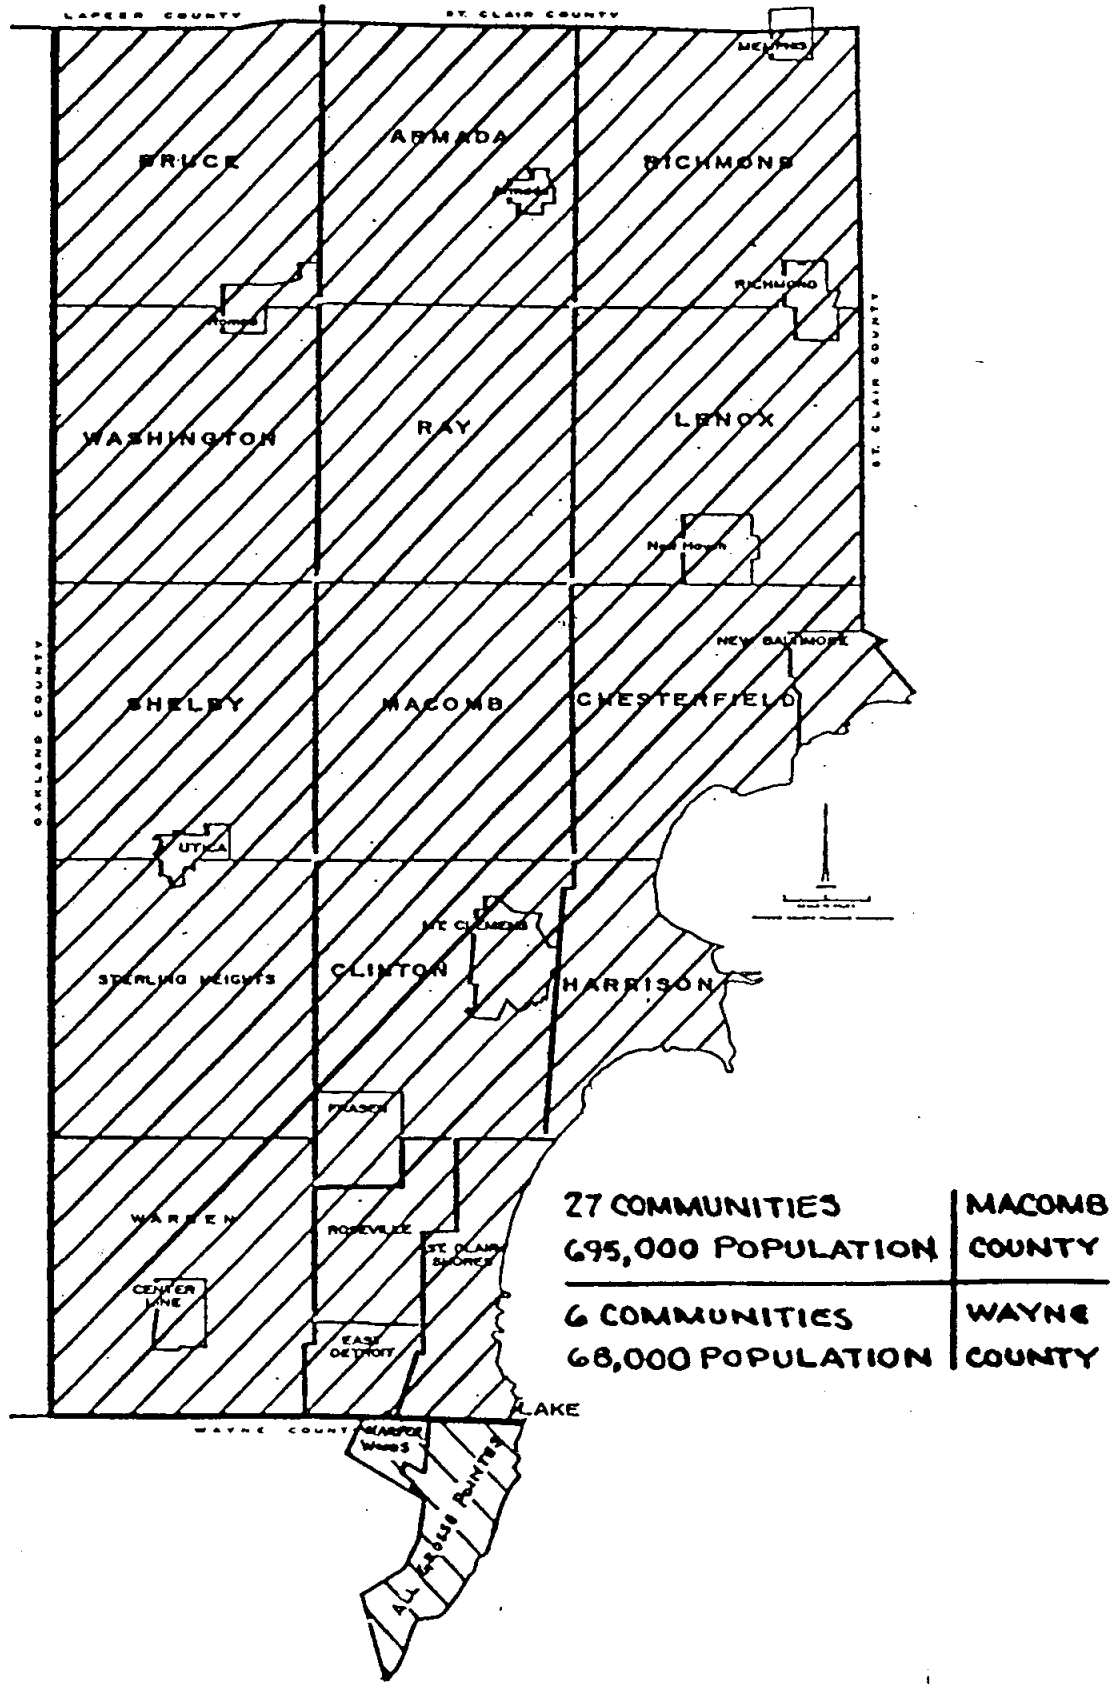 LAPEER COUNTY
ST. CLAIR COUNTY
MEMPHIS
ARMADA
BRUCE
RICHMOND
Armada
RICHMOND
Romeo
ST. CLAIR COUNTY
LENOX
RAY
WASHINGTON
New Haven
NEW BALTIMORE
OAKLAND COUNTY
SHELBY
MACOMB
CHESTERFIELD
UTICA
MT. CLEMENS
CLINTON
STERLING HEIGHTS
HARRISON
FRASER
27 COMMUNITIES
MACOMB
695,000 POPULATION
COUNTY
6 COMMUNITIES
WAYNE
68,000 POPULATION
COUNTY
WARREN
ROSEVILLE
ST. CLAIR
SHORES
CENTER
LINE
EAST
DETROIT
LAKE
WAYNE COUNTY
HARPER
WOODS
ALL GROSSE POINTES